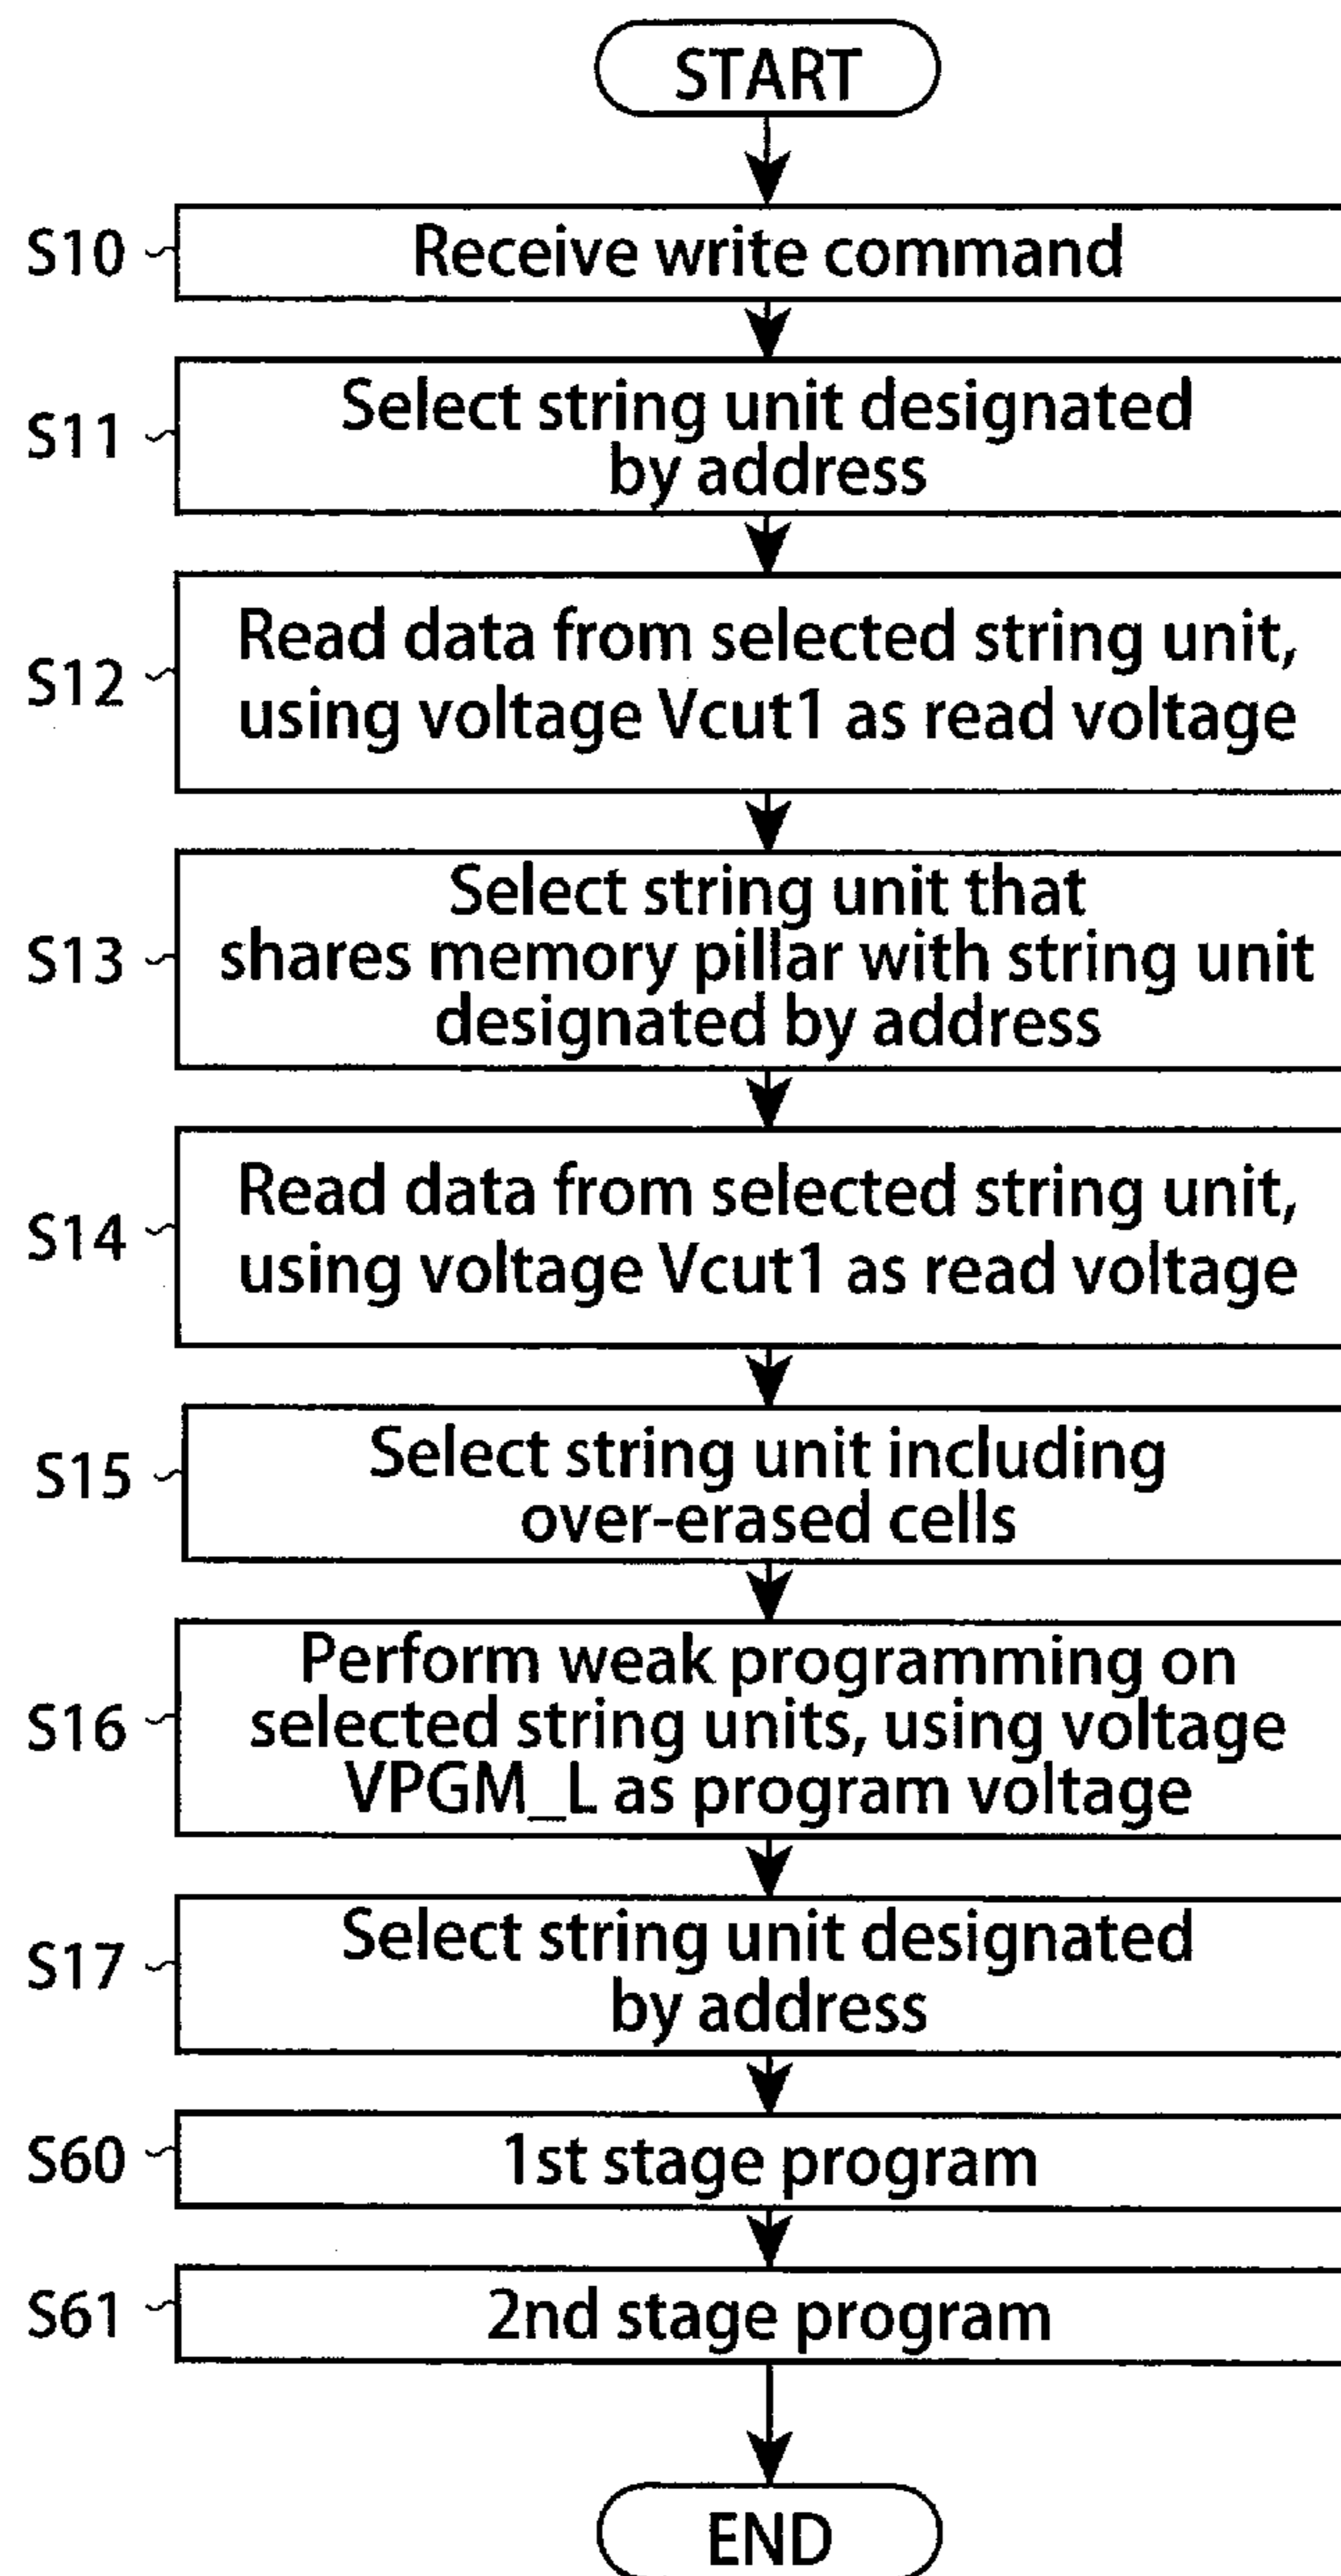 START
S10
Receive write command
S11
Select string unit designated
by address
S12
Read data from selected string unit,
using voltage Vcut1 as read voltage
S13
Select string unit that
shares memory pillar with string unit
designated by address
S14
Read data from selected string unit,
using voltage Vcut1 as read voltage
S15
Select string unit including
over-erased cells
S16
Perform weak programming on
selected string units, using voltage
VPGM_L as program voltage
S17
Select string unit designated
by address
S60
1st stage program
S61
2nd stage program
END